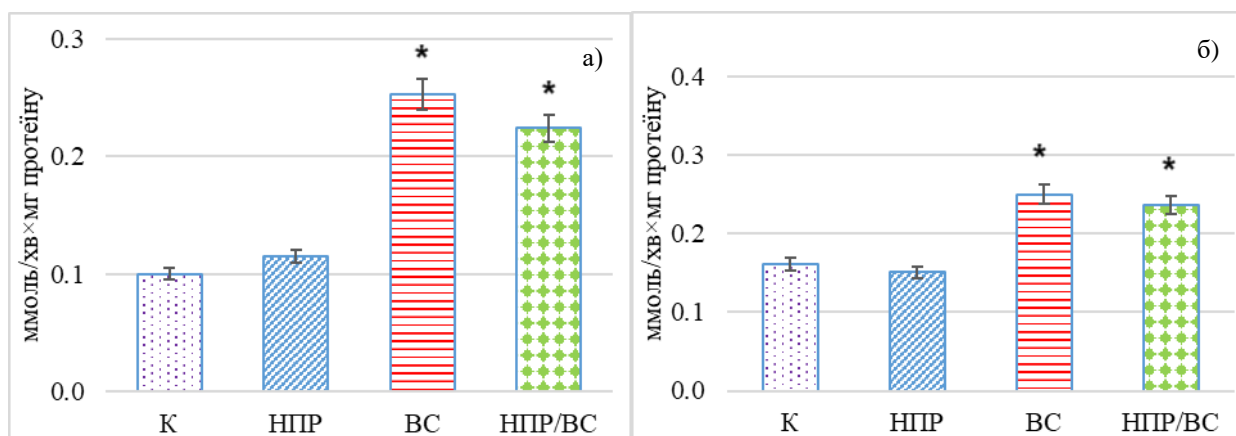 ммоль/хв×мг протеїну
0.3
0.2
0.1
0.0
а)
*
*
К НПР ВС НПР/ВС
ммоль/хв×мг протеїну
0.4
0.3
0.2
0.1
0.0
б)
*
*
К НПР ВС НПР/ВС